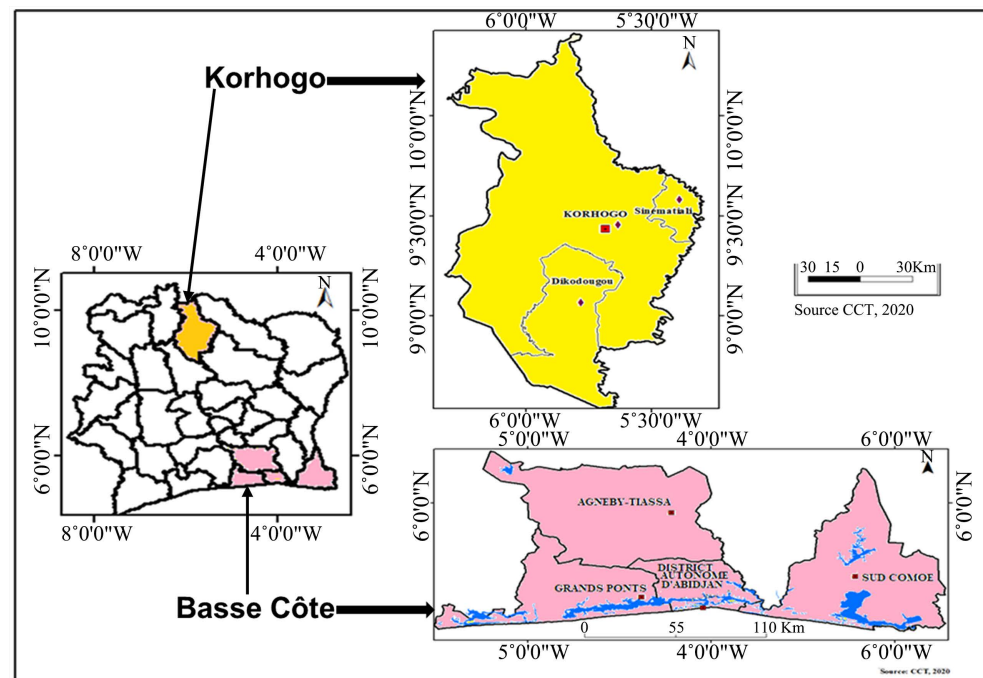 Korhogo
6˚0'0"W
5˚30'0"W
N
10˚0'0"N
10˚0'0"N
Sinématiali
KORHOGO
9˚30'0"N
9˚30'0"N
Dikodougou
9˚0'0"N
9˚0'0"N
6˚0'0"W
5˚30'0"W
30 15 0 30Km
Source CCT, 2020
8˚0'0"W
4˚0'0"W
N
10˚0'0"N
10˚0'0"N
6˚0'0"N
6˚0'0"N
8˚0'0"W
4˚0'0"W
Basse Côte
5˚0'0"W
4˚0'0"W
6˚0'0"W
N
6˚0'0"N
6˚0'0"N
AGNEBY-TIASSA
DISTRICT
AUTONOME
D'ABIDJAN
GRANDS PONTS
SUD COMOE
0 55 110 Km
5˚0'0"W
4˚0'0"W
6˚0'0"W
Source: CCT, 2020